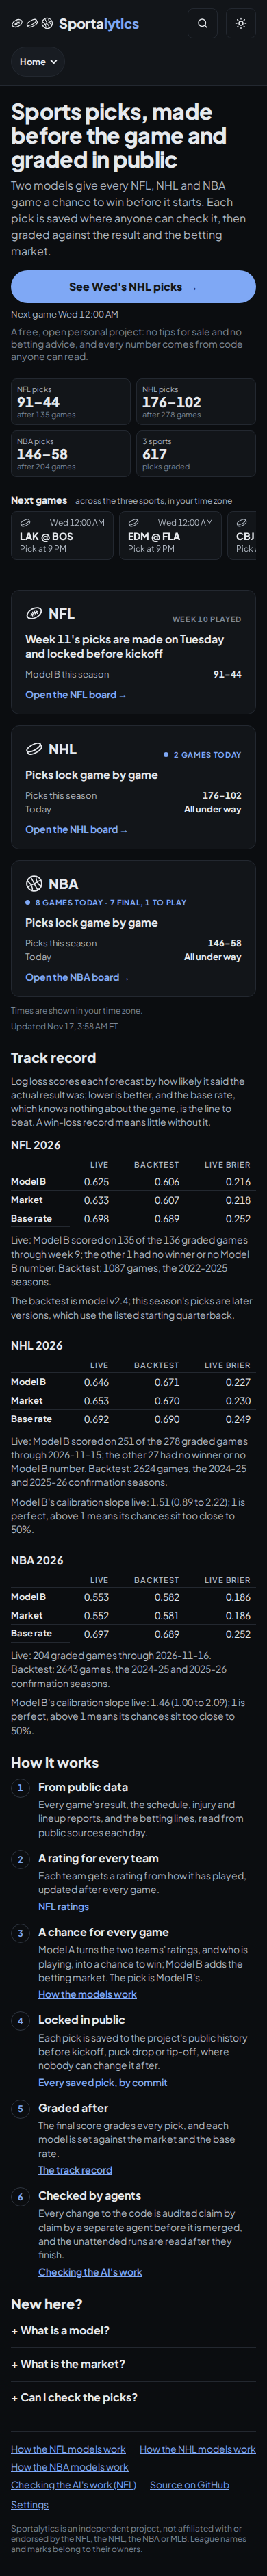 Sportalytics
Home
Sports picks, made
before the game and
graded in public
Two models give every NFL, NHL and NBA
game a chance to win before it starts. Each
pick is saved where anyone can check it, then
graded against the result and the betting
market.
See Wed's NHL picks →
Next game Wed 12:00 AM
A free, open personal project: no tips for sale and no
betting advice, and every number comes from code
anyone can read.
NFL picks
91–44
after 135 games
NHL picks
176–102
after 278 games
NBA picks
146–58
after 204 games
3 sports
617
picks graded
Next games across the three sports, in your time zone
Wed 12:00 AM
LAK @ BOS
Pick at 9 PM
Wed 12:00 AM
EDM @ FLA
Pick at 9 PM
CBJ
Pick
NFL
WEEK 10 PLAYED
Week 11's picks are made on Tuesday
and locked before kickoff
Model B this season 91–44
Open the NFL board →
NHL
2 GAMES TODAY
Picks lock game by game
Picks this season 176–102
Today All under way
Open the NHL board →
NBA
8 GAMES TODAY · 7 FINAL, 1 TO PLAY
Picks lock game by game
Picks this season 146–58
Today All under way
Open the NBA board →
Times are shown in your time zone.
Updated Nov 17, 3:58 AM ET
Track record
Log loss scores each forecast by how likely it said the
actual result was; lower is better, and the base rate,
which knows nothing about the game, is the line to
beat. A win-loss record means little without it.
NFL 2026
LIVE BACKTEST LIVE BRIER
Model B 0.625 0.606 0.216
Market 0.633 0.607 0.218
Base rate 0.698 0.689 0.252
Live: Model B scored on 135 of the 136 graded games
through week 9; the other 1 had no winner or no Model
B number. Backtest: 1087 games, the 2022-2025
seasons.
The backtest is model v2.4; this season's picks are later
versions, which use the listed starting quarterback.
NHL 2026
LIVE BACKTEST LIVE BRIER
Model B 0.646 0.671 0.227
Market 0.653 0.670 0.230
Base rate 0.692 0.690 0.249
Live: Model B scored on 251 of the 278 graded games
through 2026-11-15; the other 27 had no winner or no
Model B number. Backtest: 2624 games, the 2024-25
and 2025-26 confirmation seasons.
Model B's calibration slope live: 1.51 (0.89 to 2.22); 1 is
perfect, above 1 means its chances sit too close to
50%.
NBA 2026
LIVE BACKTEST LIVE BRIER
Model B 0.553 0.582 0.186
Market 0.552 0.581 0.186
Base rate 0.697 0.689 0.252
Live: 204 graded games through 2026-11-16.
Backtest: 2643 games, the 2024-25 and 2025-26
confirmation seasons.
Model B's calibration slope live: 1.46 (1.00 to 2.09); 1 is
perfect, above 1 means its chances sit too close to
50%.
How it works
1 From public data
Every game's result, the schedule, injury and
lineup reports, and the betting lines, read from
public sources each day.
2 A rating for every team
Each team gets a rating from how it has played,
updated after every game.
NFL ratings
3 A chance for every game
Model A turns the two teams' ratings, and who is
playing, into a chance to win; Model B adds the
betting market. The pick is Model B's.
How the models work
4 Locked in public
Each pick is saved to the project's public history
before kickoff, puck drop or tip-off, where
nobody can change it after.
Every saved pick, by commit
5 Graded after
The final score grades every pick, and each
model is set against the market and the base
rate.
The track record
6 Checked by agents
Every change to the code is audited claim by
claim by a separate agent before it is merged,
and the unattended runs are read after they
finish.
Checking the AI's work
New here?
+ What is a model?
+ What is the market?
+ Can I check the picks?
How the NFL models work How the NHL models work
How the NBA models work
Checking the AI's work (NFL) Source on GitHub
Settings
Sportalytics is an independent project, not affiliated with or
endorsed by the NFL, the NHL, the NBA or MLB. League names
and marks belong to their owners.